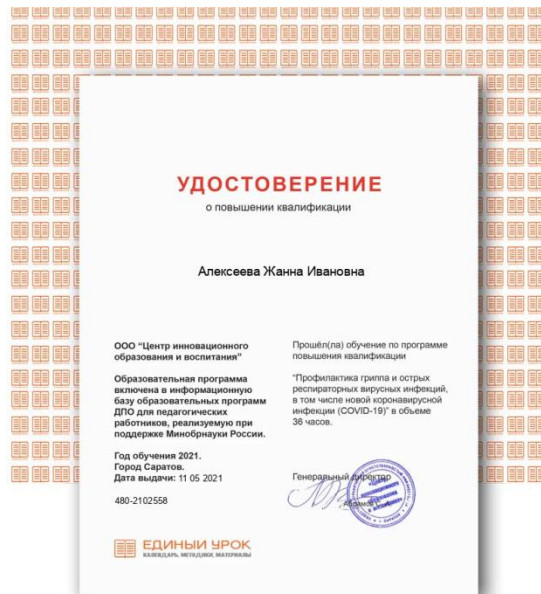 УДОСТОВЕРЕНИЕ
о повышении квалификации
Алексеева Жанна Ивановна
ООО "Центр инновационного
образования и воспитания"
Образовательная программа
включена в информационную
базу образовательных программ
ДПО для педагогических
работников, реализуемую при
поддержке Минобрнауки России.
Год обучения 2021.
Город Саратов.
Дата выдачи: 11 05 2021
480-2102558
Прошёл(ла) обучение по программе
повышения квалификации
"Профилактика гриппа и острых
респираторных вирусных инфекций,
в том числе новой коронавирусной
инфекции (COVID-19)" в объеме
36 часов.
Генеральный директор
Абрамов
ЕДИНЫЙ УРОК
КАЛЕНДАРЬ, МЕТОДИКИ, МАТЕРИАЛЫ